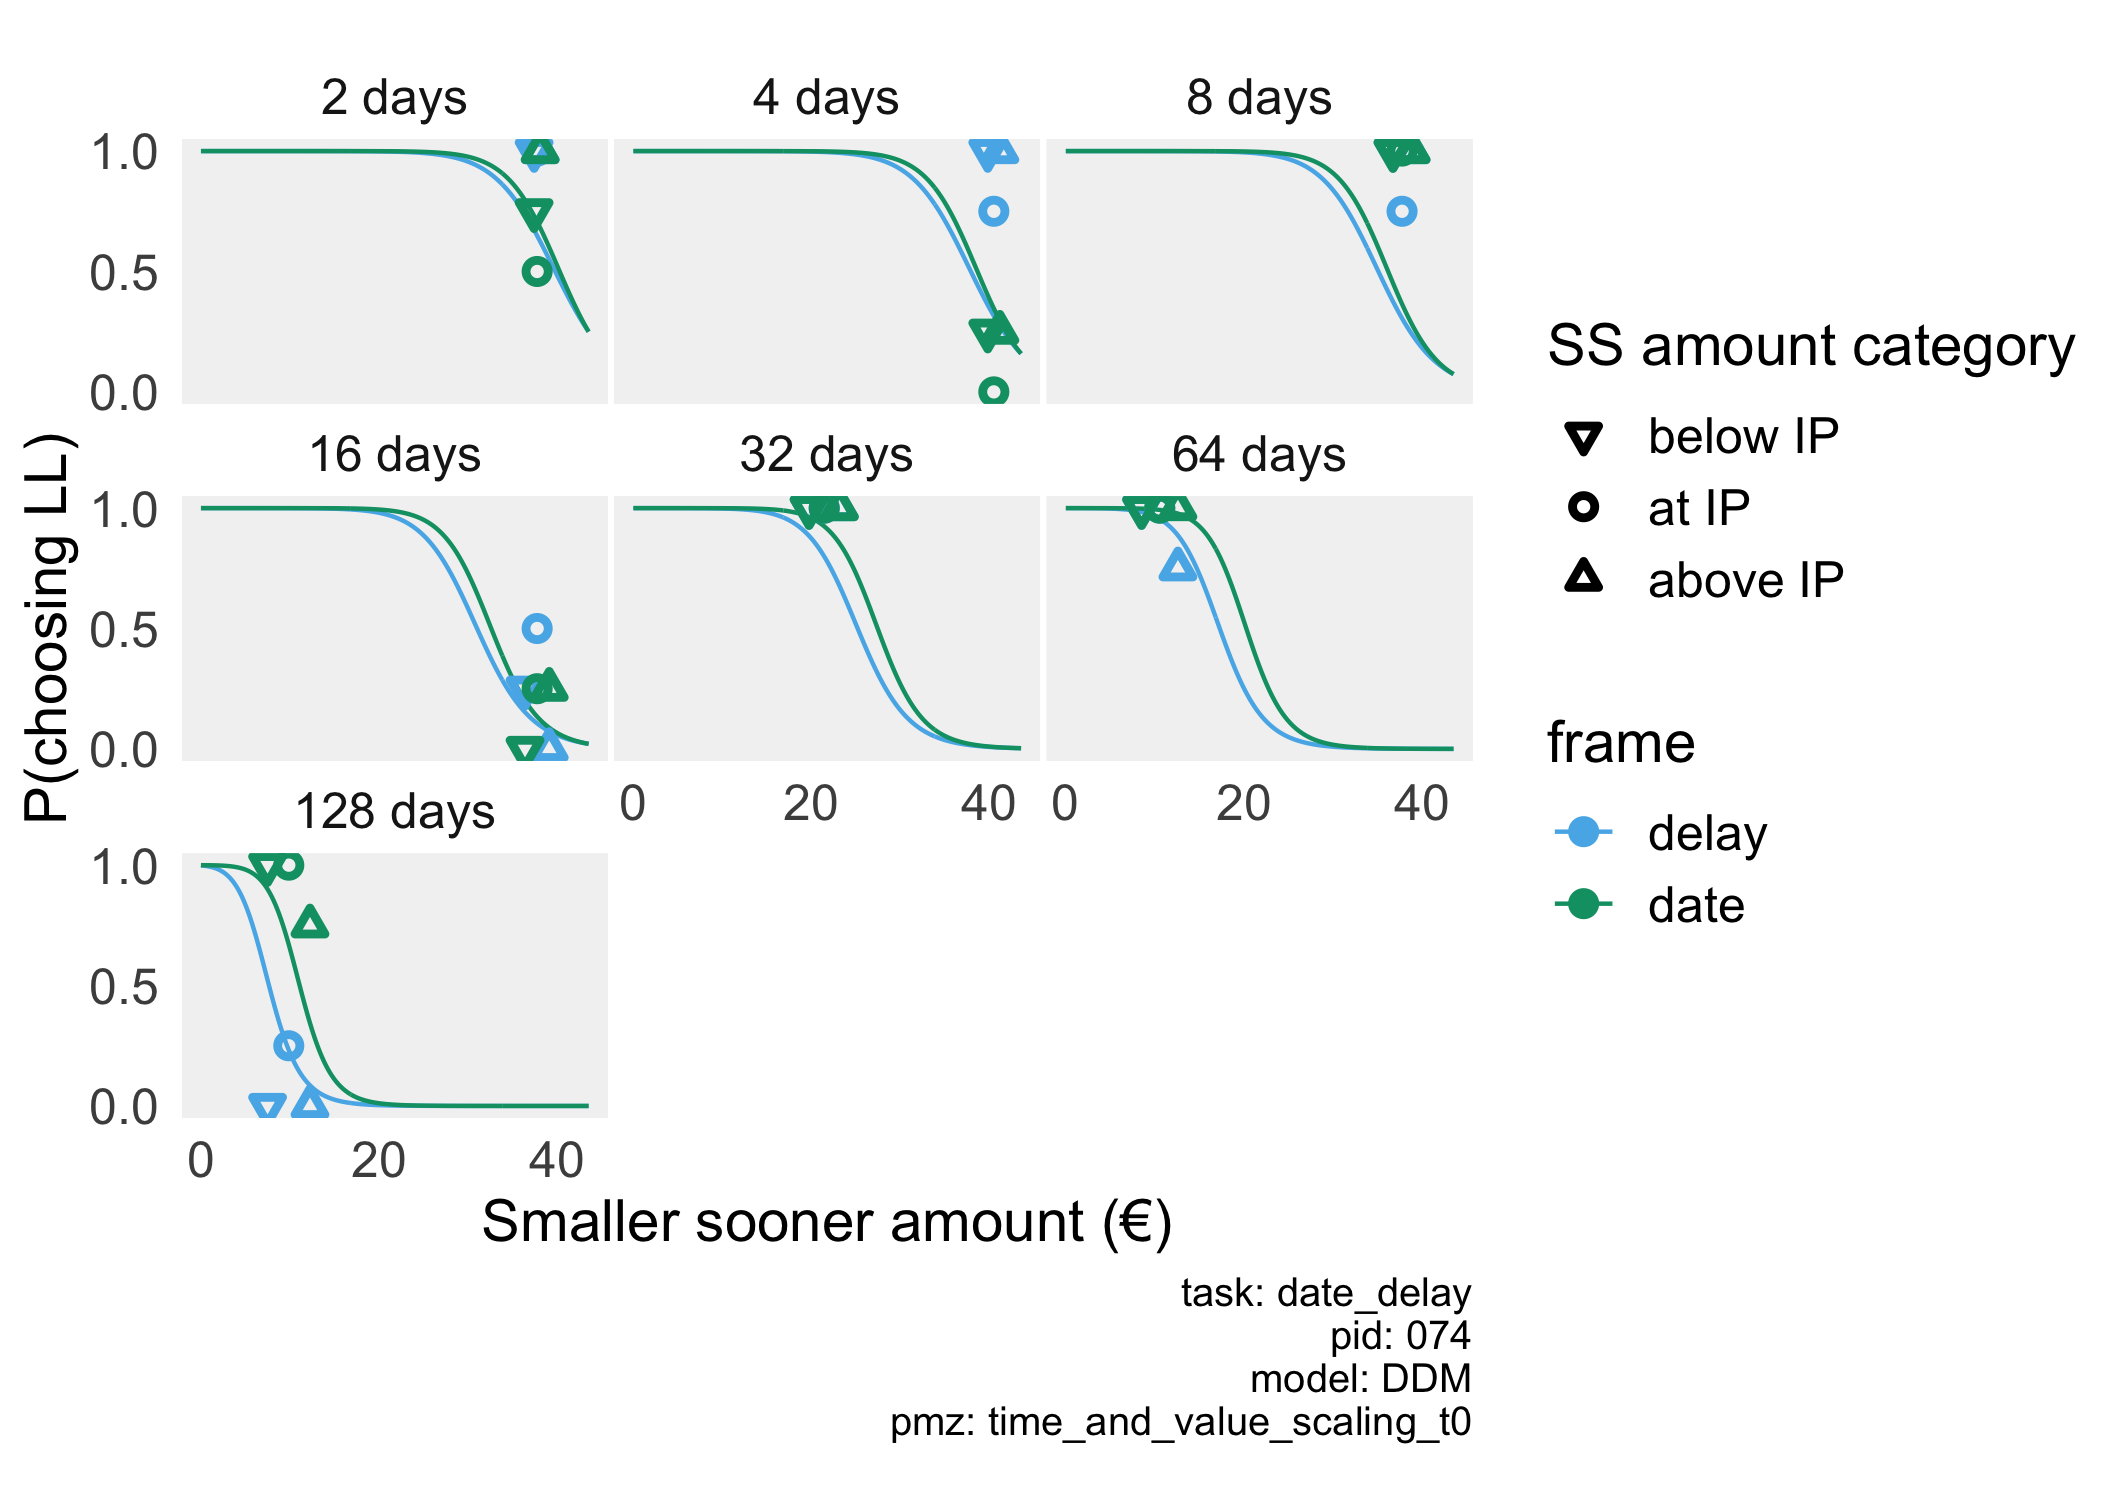 2 days
4 days
8 days
1.0
0.5
0.0
16 days
32 days
64 days
1.0
0.5
0.0
0
20
40
0
20
40
128 days
1.0
0.5
0.0
0
20
40
P(choosing LL)
Smaller sooner amount (€)
SS amount category
below IP
at IP
above IP
frame
delay
date
task: date_delay
pid: 074
model: DDM
pmz: time_and_value_scaling_t0